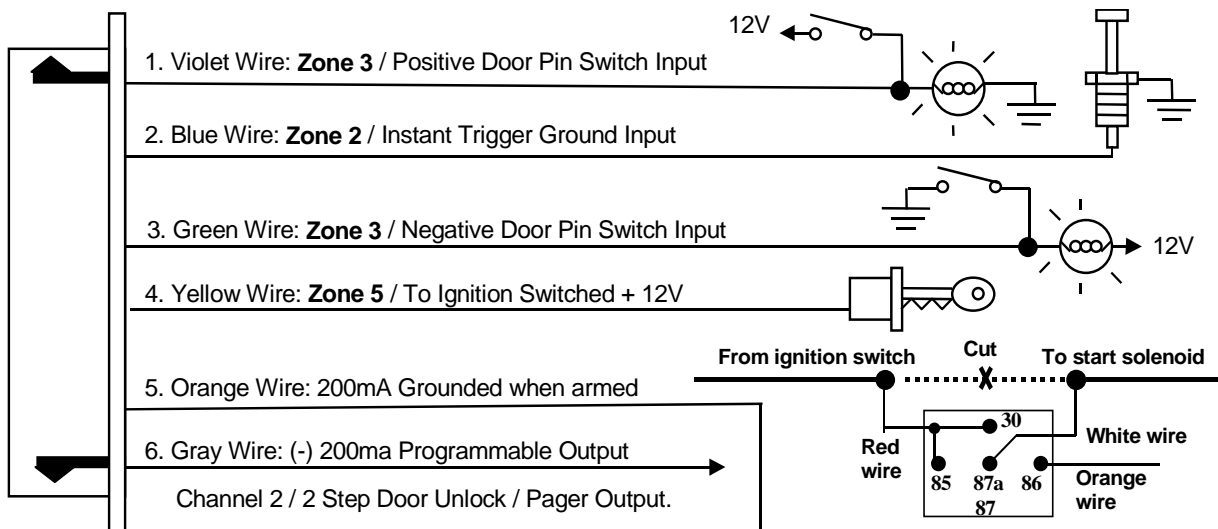 12V
1. Violet Wire: Zone 3 / Positive Door Pin Switch Input
2. Blue Wire: Zone 2 / Instant Trigger Ground Input
3. Green Wire: Zone 3 / Negative Door Pin Switch Input
12V
4. Yellow Wire: Zone 5 / To Ignition Switched + 12V
From ignition switch
Cut
To start solenoid
5. Orange Wire: 200mA Grounded when armed
6. Gray Wire: (-) 200ma Programmable Output
Channel 2 / 2 Step Door Unlock / Pager Output.
30
Red
wire
White wire
85
87a
86
87
Orange
wire